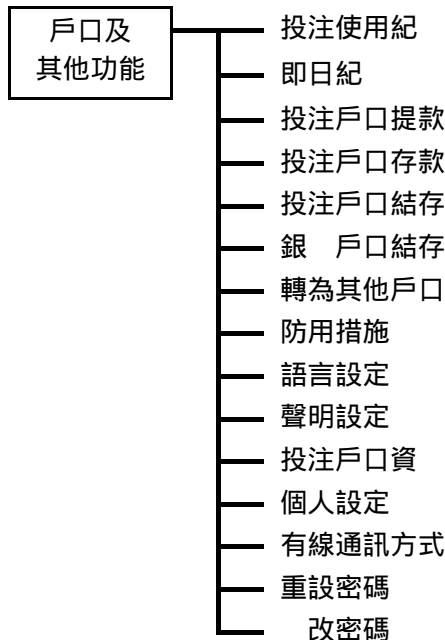 戶口及
其他功能
投注使用紀
即日紀
投注戶口提款
投注戶口存款
投注戶口結存
銀　戶口結存
轉為其他戶口
防用措施
語言設定
聲明設定
投注戶口資
個人設定
有線通訊方式
重設密碼
改密碼